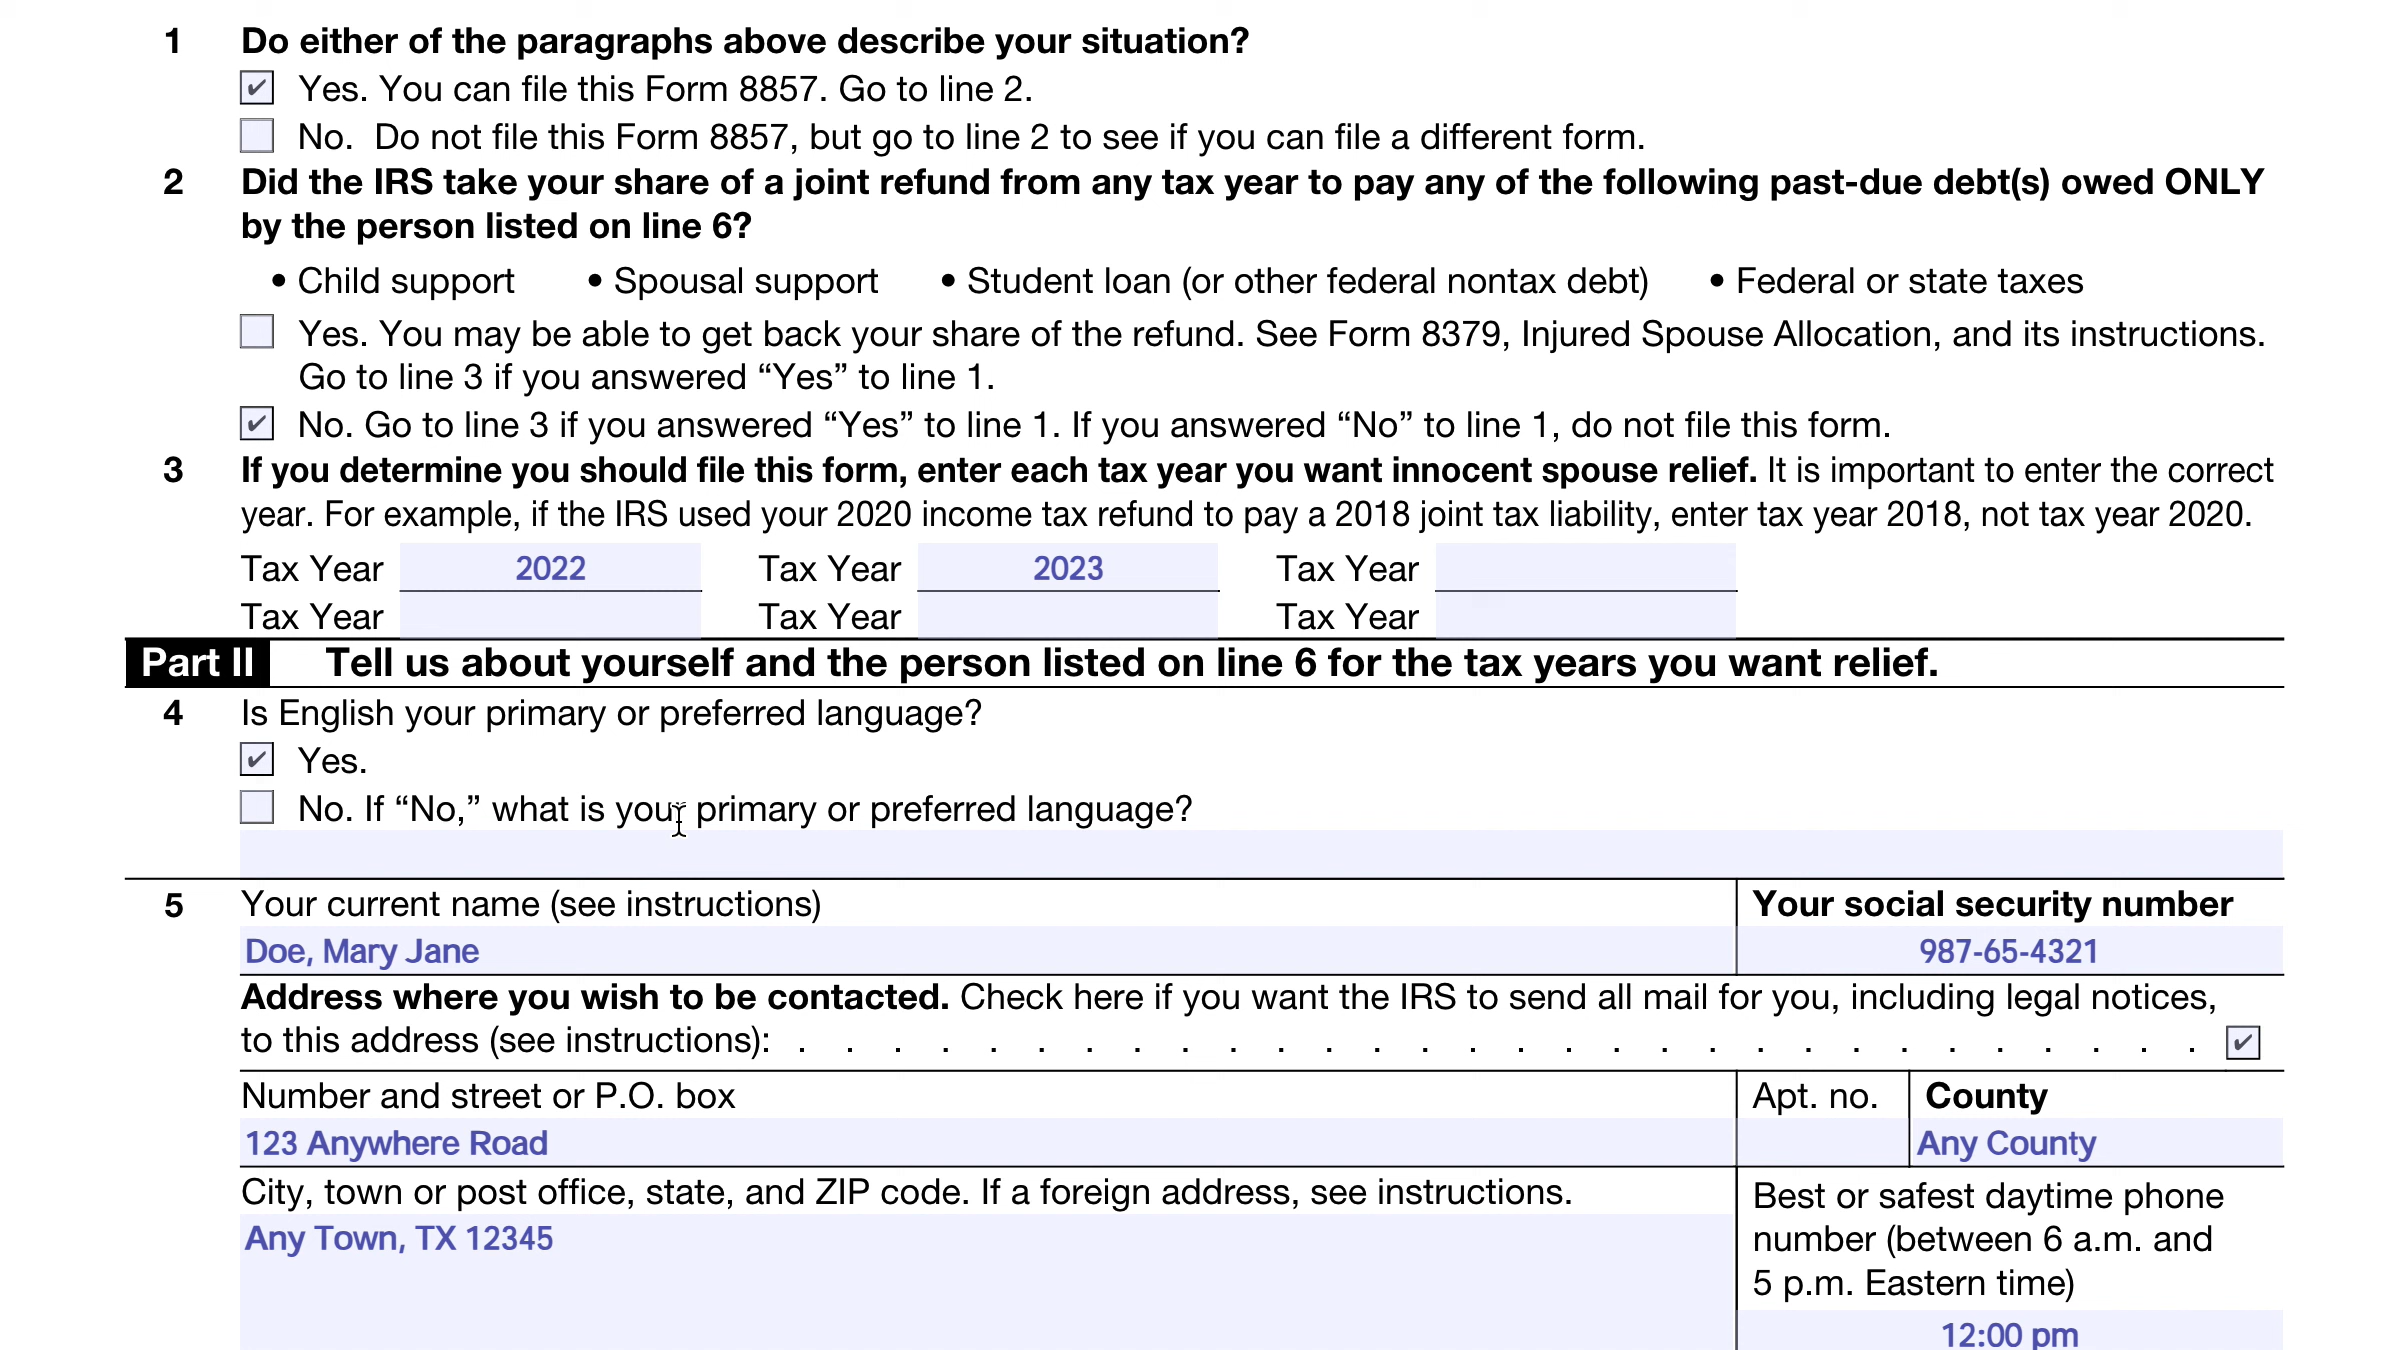 1 Do either of the paragraphs above describe your situation?
✔ Yes. You can file this Form 8857. Go to line 2.
No. Do not file this Form 8857, but go to line 2 to see if you can file a different form.
2 Did the IRS take your share of a joint refund from any tax year to pay any of the following past-due debt(s) owed ONLY
by the person listed on line 6?
• Child support • Spousal support • Student loan (or other federal nontax debt) • Federal or state taxes
Yes. You may be able to get back your share of the refund. See Form 8379, Injured Spouse Allocation, and its instructions.
Go to line 3 if you answered “Yes” to line 1.
✔ No. Go to line 3 if you answered “Yes” to line 1. If you answered “No” to line 1, do not file this form.
3 If you determine you should file this form, enter each tax year you want innocent spouse relief. It is important to enter the correct
year. For example, if the IRS used your 2020 income tax refund to pay a 2018 joint tax liability, enter tax year 2018, not tax year 2020.
Tax Year 2022 Tax Year 2023 Tax Year
Tax Year Tax Year Tax Year
Part II Tell us about yourself and the person listed on line 6 for the tax years you want relief.
4 Is English your primary or preferred language?
✔ Yes.
No. If “No,” what is your primary or preferred language?
5 Your current name (see instructions) Your social security number
Doe, Mary Jane 987-65-4321
Address where you wish to be contacted. Check here if you want the IRS to send all mail for you, including legal notices,
to this address (see instructions): . . . . . . . . . . . . . . . . . . . . . . . . . . . . . . ✔
Number and street or P.O. box Apt. no. County
123 Anywhere Road Any County
City, town or post office, state, and ZIP code. If a foreign address, see instructions. Best or safest daytime phone
Any Town, TX 12345 number (between 6 a.m. and
5 p.m. Eastern time)
12:00 pm